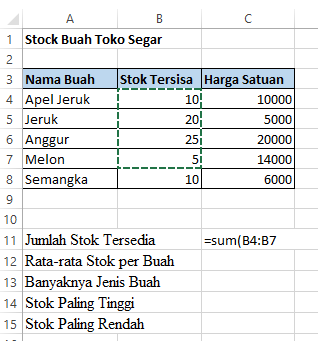 A B C
1 Stock Buah Toko Segar
2
3 Nama Buah Stok Tersisa Harga Satuan
4 Apel Jeruk 10 10000
5 Jeruk 20 5000
6 Anggur 25 20000
7 Melon 5 14000
8 Semangka 10 6000
9
10
11 Jumlah Stok Tersedia =sum(B4:B7
12 Rata-rata Stok per Buah
13 Banyaknya Jenis Buah
14 Stok Paling Tinggi
15 Stok Paling Rendah